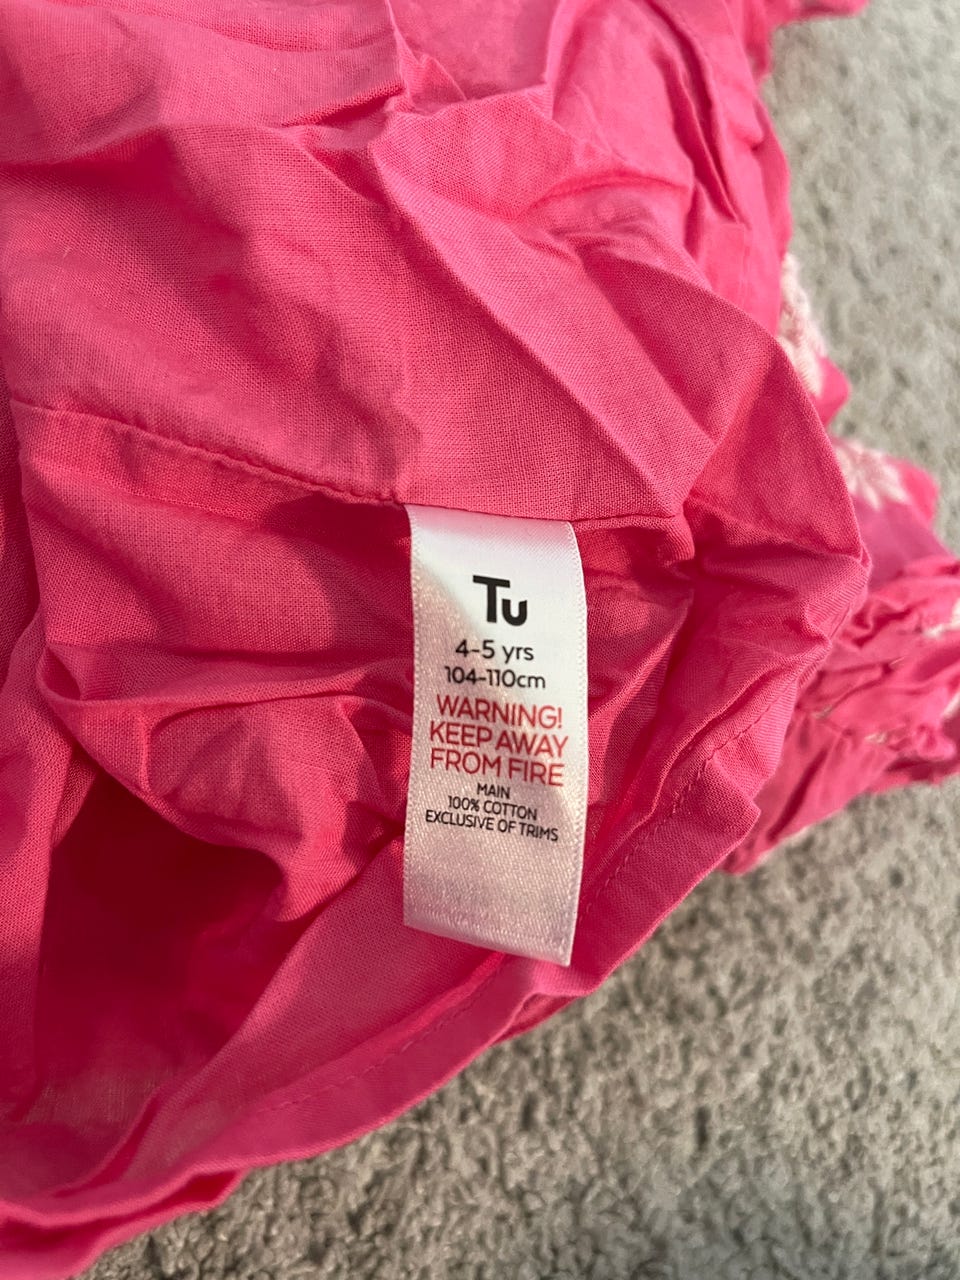 Tu
4-5 yrs
104-110cm
WARNING!
KEEP AWAY
FROM FIRE
MAIN
100% COTTON
EXCLUSIVE OF TRIMS